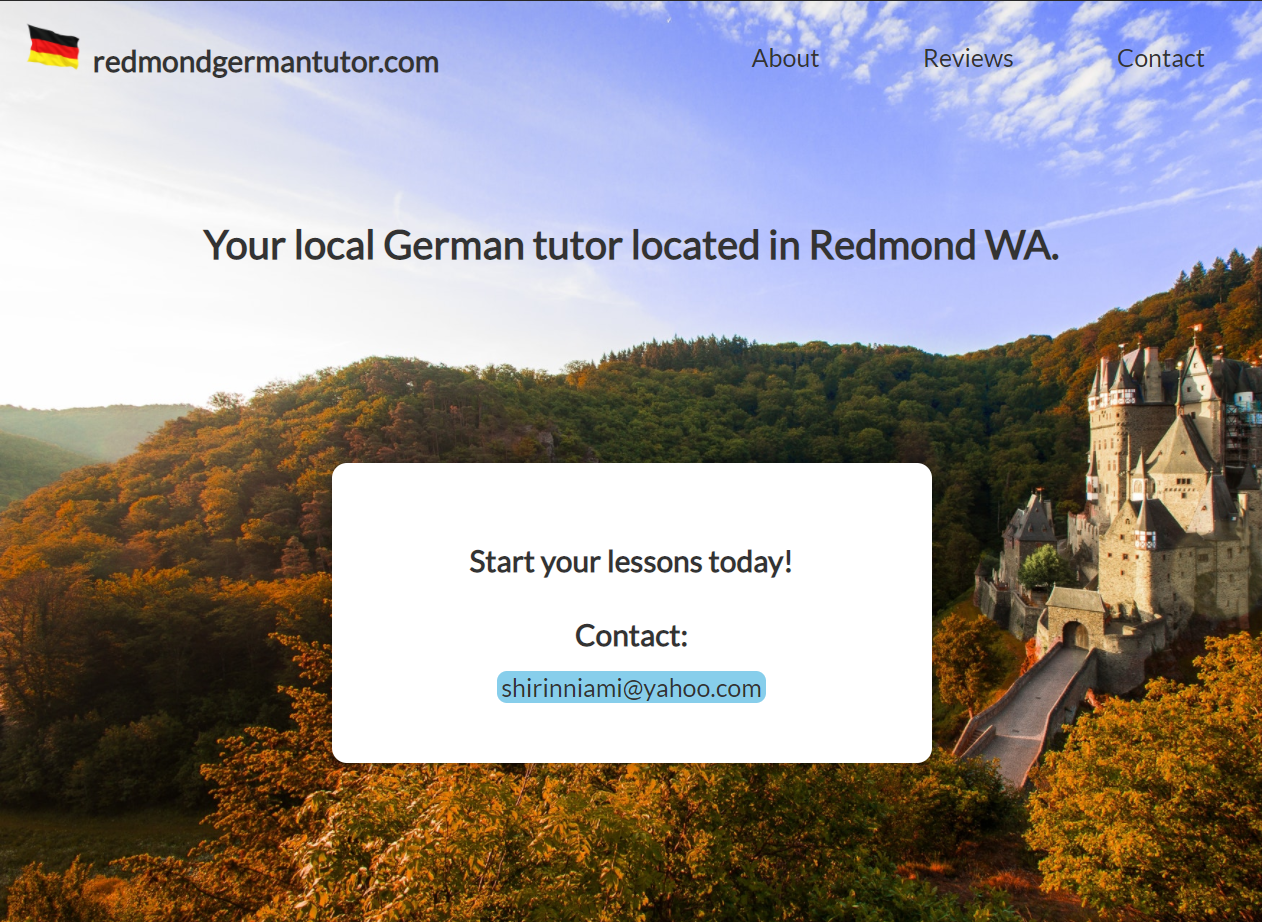 redmondgermantutor.com
About
Reviews
Contact
Your local German tutor located in Redmond WA.
Start your lessons today!
Contact:
shirinniami@yahoo.com